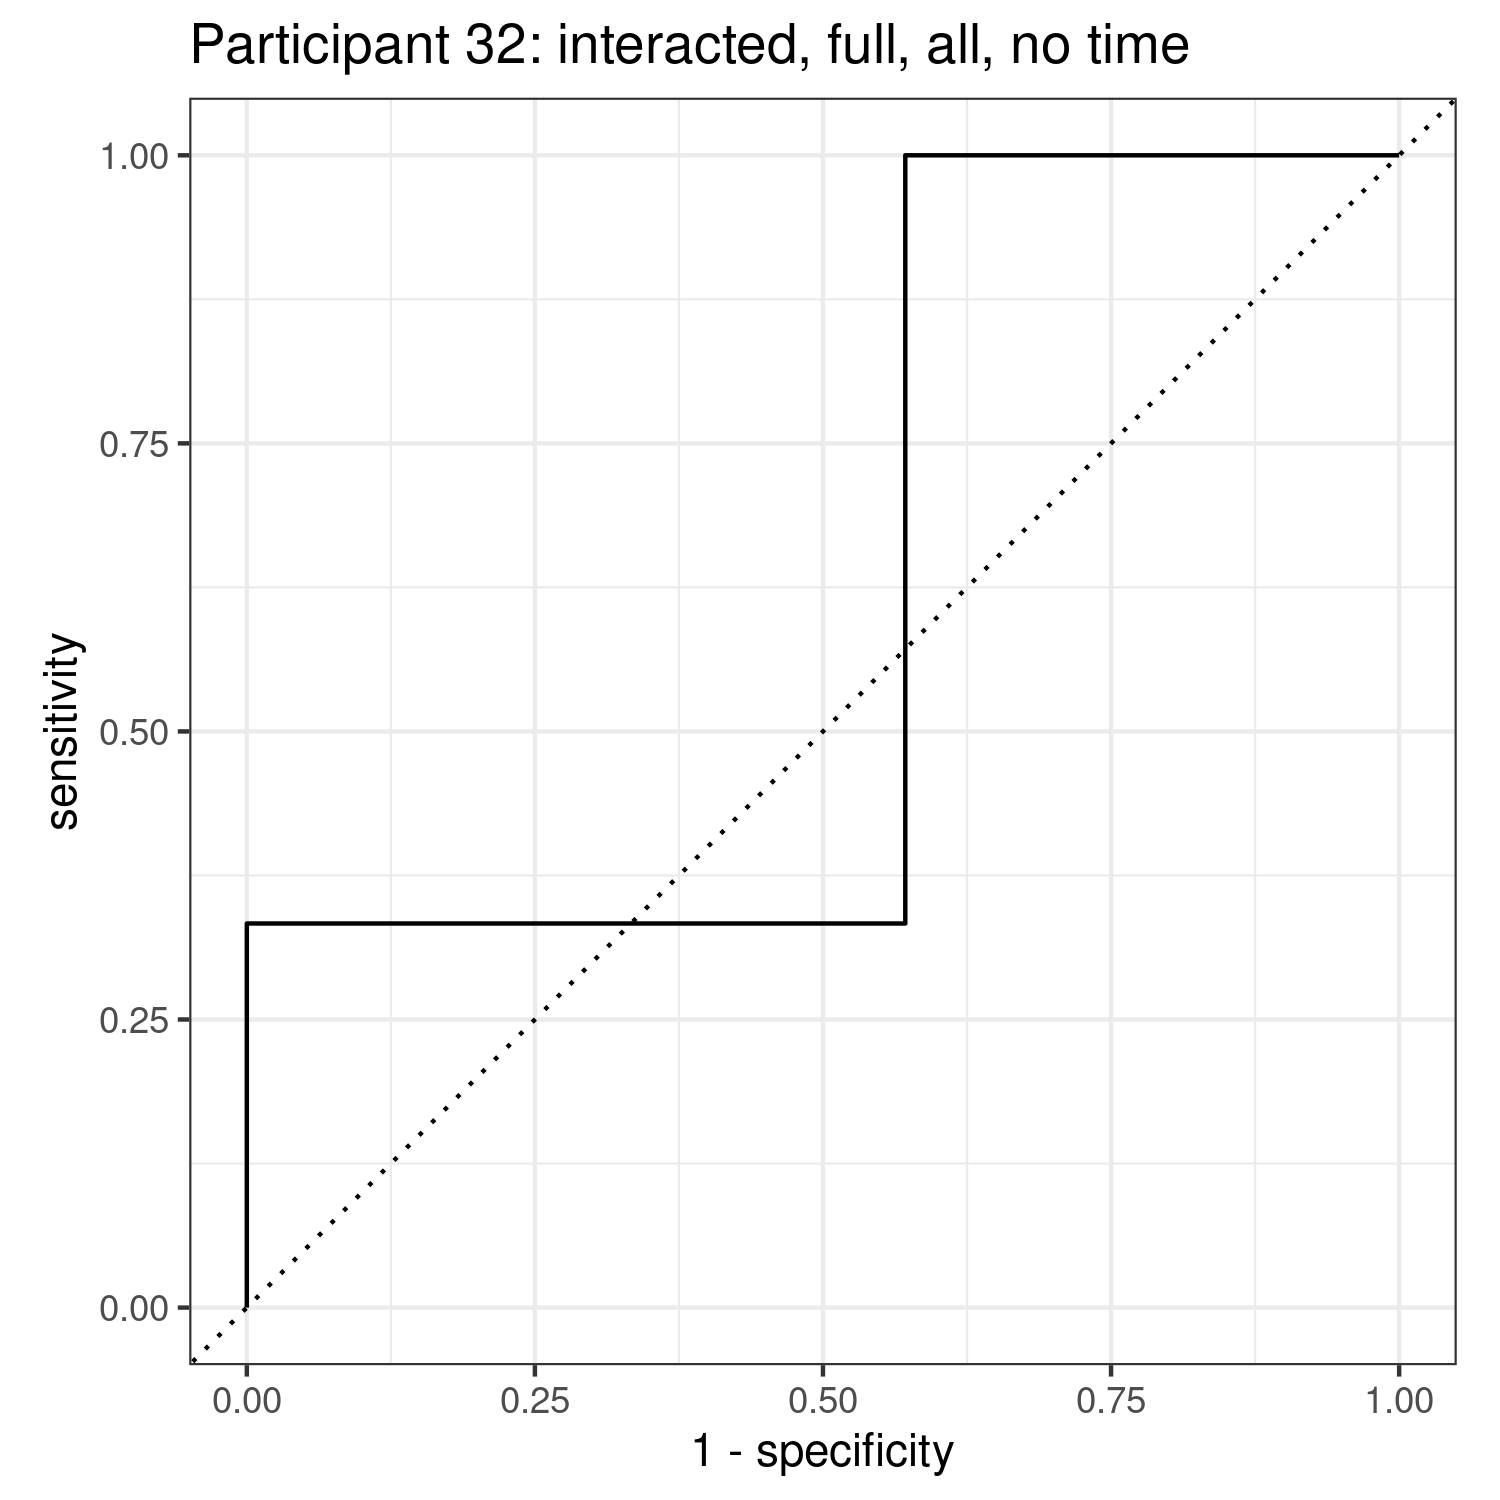 Participant 32: interacted, full, all, no time
1.00
0.75
0.50
0.25
0.00
sensitivity
0.00 0.25 0.50 0.75 1.00
1 - specificity